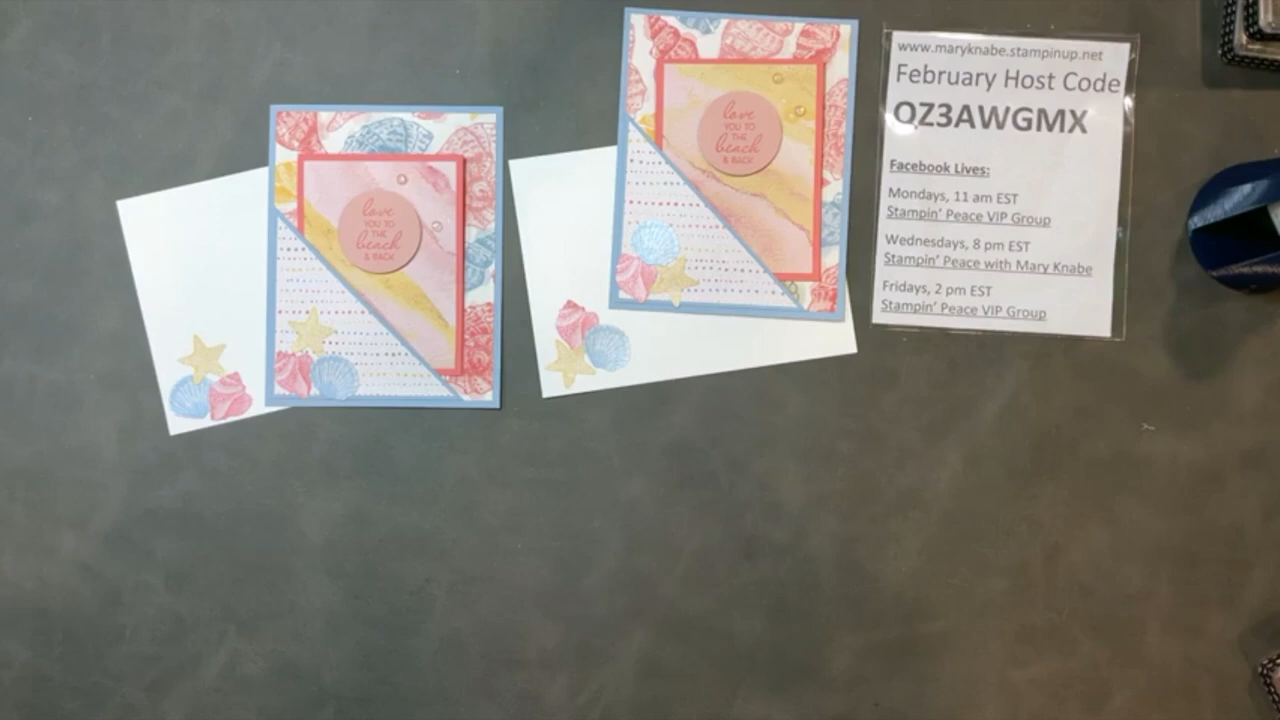 love
YOU TO
THE
beach
& BACK
love
YOU TO
THE
beach
& BACK
www.maryknabe.stampinup.net
February Host Code
QZ3AWGMX
Facebook Lives:
Mondays, 11 am EST
Stampin' Peace VIP Group
Wednesdays, 8 pm EST
Stampin' Peace with Mary Knabe
Fridays, 2 pm EST
Stampin' Peace VIP Group